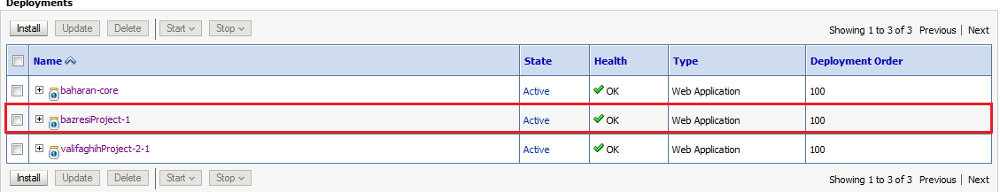 Deployments
Install Update Delete Start Stop Showing 1 to 3 of 3 Previous | Next
Name State Health Type Deployment Order
baharan-core Active OK Web Application 100
bazresiProject-1 Active OK Web Application 100
valifaghihProject-2-1 Active OK Web Application 100
Install Update Delete Start Stop Showing 1 to 3 of 3 Previous | Next